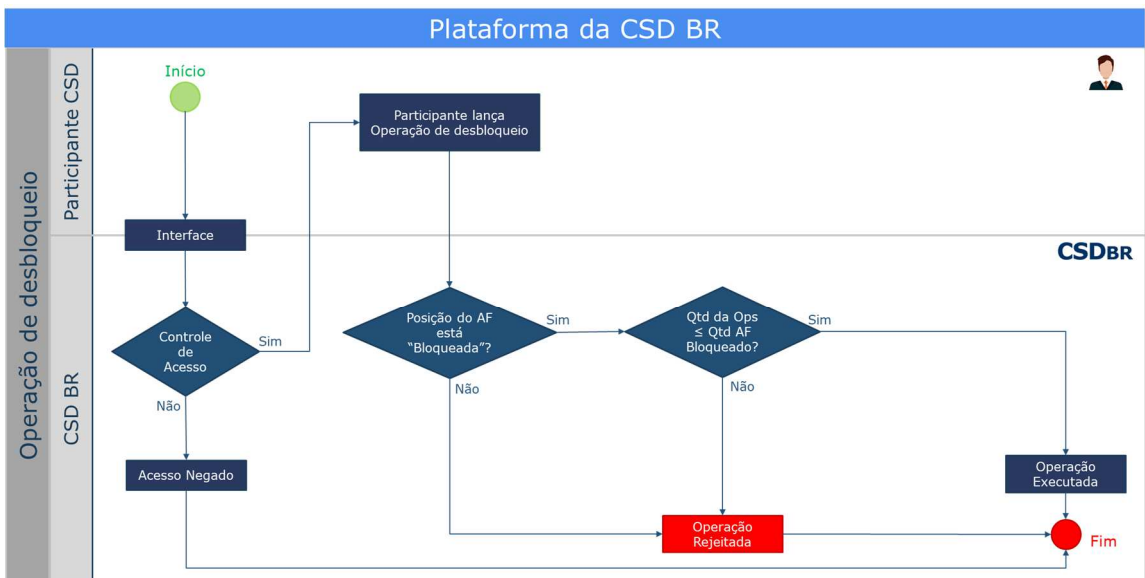 Plataforma da CSD BR
Operação de desbloqueio
Participante CSD
CSD BR
Início
Participante lança
Operação de desbloqueio
Interface
CSDBR
Controle
de
Acesso
Sim
Não
Posição do AF
está
“Bloqueada”?
Sim
Não
Qtd da Ops
≤ Qtd AF
Bloqueado?
Sim
Não
Acesso Negado
Operação
Executada
Operação
Rejeitada
Fim